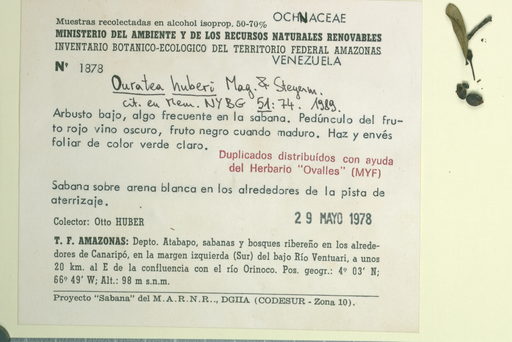 Muestras recolectadas en alcohol isoprop. 50-70% OCHNACEAE
MINISTERIO DEL AMBIENTE Y DE LOS RECURSOS NATURALES RENOVABLES
INVENTARIO BOTANICO-ECOLOGICO DEL TERRITORIO FEDERAL AMAZONAS
VENEZUELA
Nº 1878
Ouratea huberi Mag. & Steyerm.
cit. en Mem. NYBG 51:74. 1989.
Arbusto bajo, algo frecuente en la sabana. Pedúnculo del fru-
to rojo vino oscuro, fruto negro cuando maduro. Haz y envés
foliar de color verde claro.
Duplicados distribuídos con ayuda
del Herbario "Ovalles" (MYF)
Sabana sobre arena blanca en los alrededores de la pista de
aterrizaje.
29 MAYO 1978
Colector: Otto HUBER
T. F. AMAZONAS: Depto. Atabapo, sabanas y bosques ribereño en los alrede-
dores de Canaripó, en la margen izquierda (Sur) del bajo Río Ventuari, a unos
20 km. al E de la confluencia con el río Orinoco. Pos. geogr.: 4º 03' N;
66º 49' W; Alt.: 98 m s.n.m.
Proyecto "Sabana" del M.A.R.N.R., DGIIA (CODESUR - Zona 10).